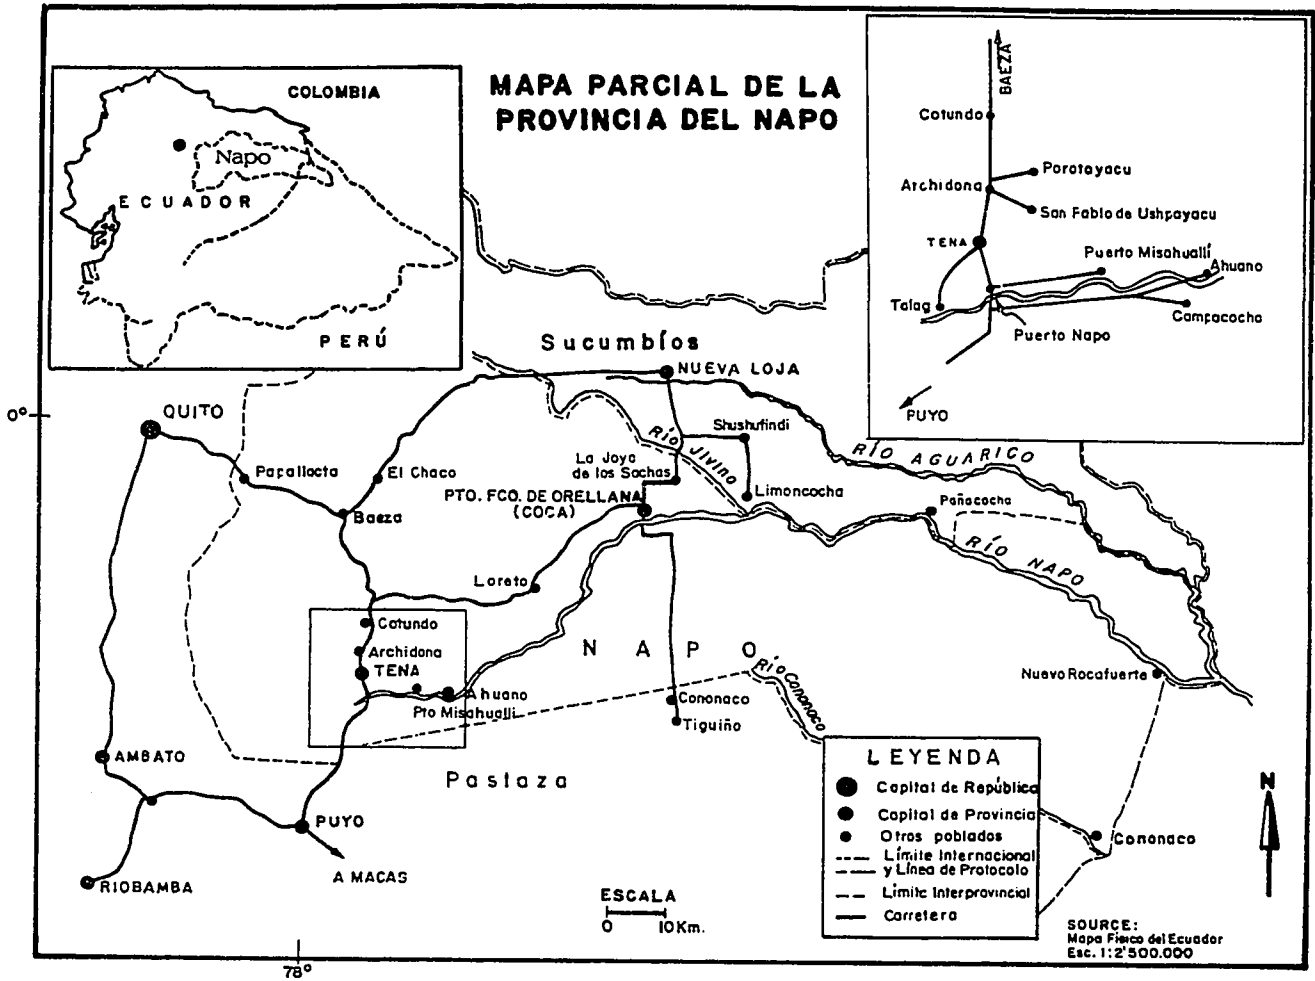 MAPA PARCIAL DE LA
PROVINCIA DEL NAPO
COLOMBIA
Napo
ECUADOR
PERÚ
BAEZA
Cotundo
Porotayacu
Archidona
San Pablo de Ushpayacu
TENA
Puerto Misahuallí
Ahuano
Talag
Campacocha
Puerto Napo
PUYO
Sucumbíos
NUEVA LOJA
0°
QUITO
Shushufindi
RÍO JIVINO
RÍO AGUARICO
La Joya
de los Sachas
Papallacta
El Chaco
Limoncocha
PTO. FCO. DE ORELLANA
(COCA)
Pañacocha
Baeza
RÍO NAPO
Loreto
Cotundo
NAPO
Archidona
TENA
Río Cononaco
Nuevo Rocafuerte
Ahuano
Pto Misahualli
Cononaco
Tiguiño
AMBATO
Pastaza
PUYO
A MACAS
RIOBAMBA
LEYENDA
Capital de República
Capital de Provincia
Otros poblados
Límite Internacional
y Línea de Protocolo
Límite Interprovincial
Carretera
Cononaco
N
ESCALA
0 10Km.
SOURCE:
Mapa Físico del Ecuador
Esc. 1:2'500.000
78°